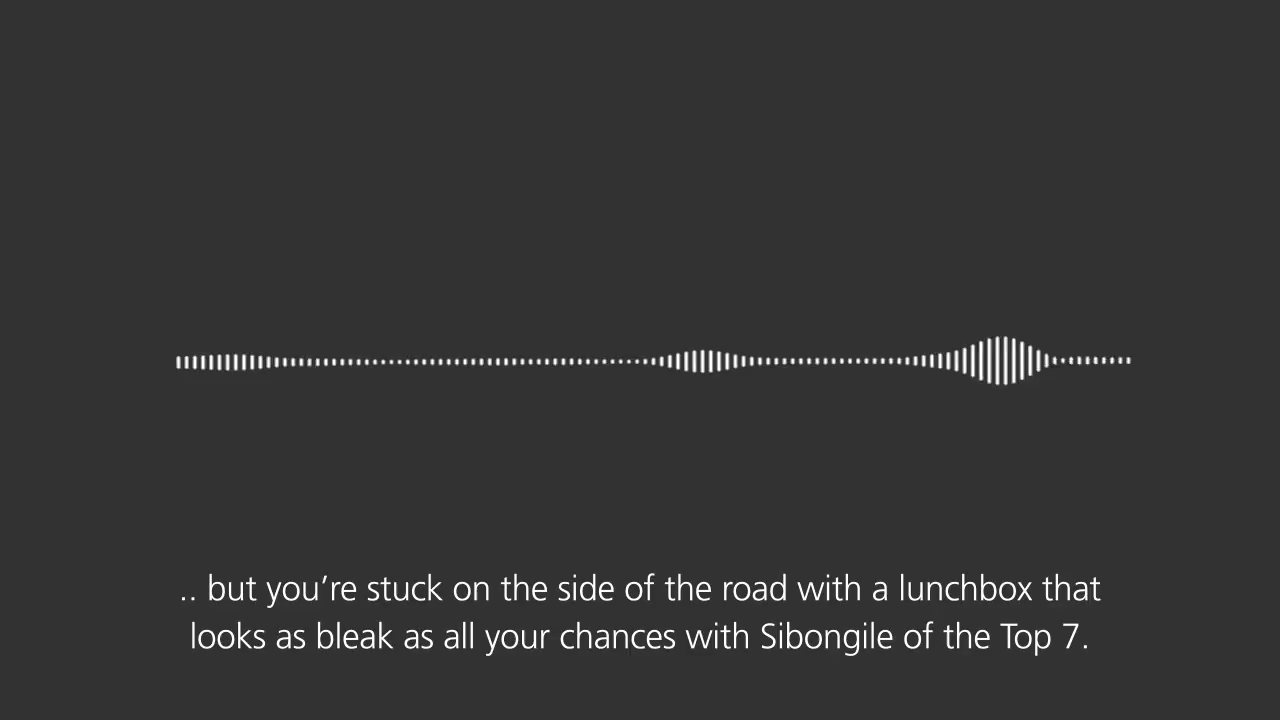 .. but you’re stuck on the side of the road with a lunchbox that
looks as bleak as all your chances with Sibongile of the Top 7.